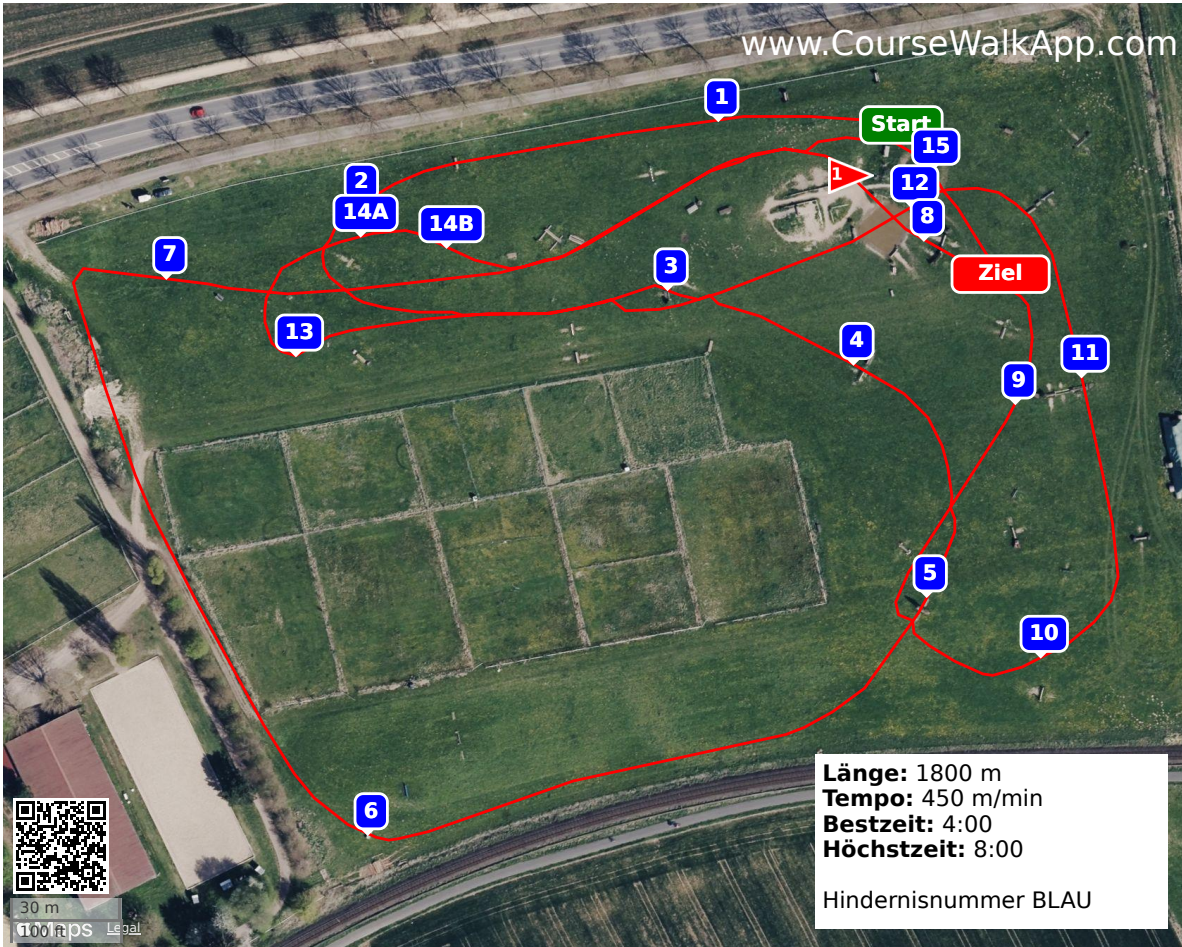 www.CourseWalkApp.com
1
Start
15
2
12
1
14A
14B
8
7
3
Ziel
13
4
11
9
5
10
6
Länge: 1800 m
Tempo: 450 m/min
Bestzeit: 4:00
Höchstzeit: 8:00
Hindernisnummer BLAU
30 m
100 ft
Maps Legal